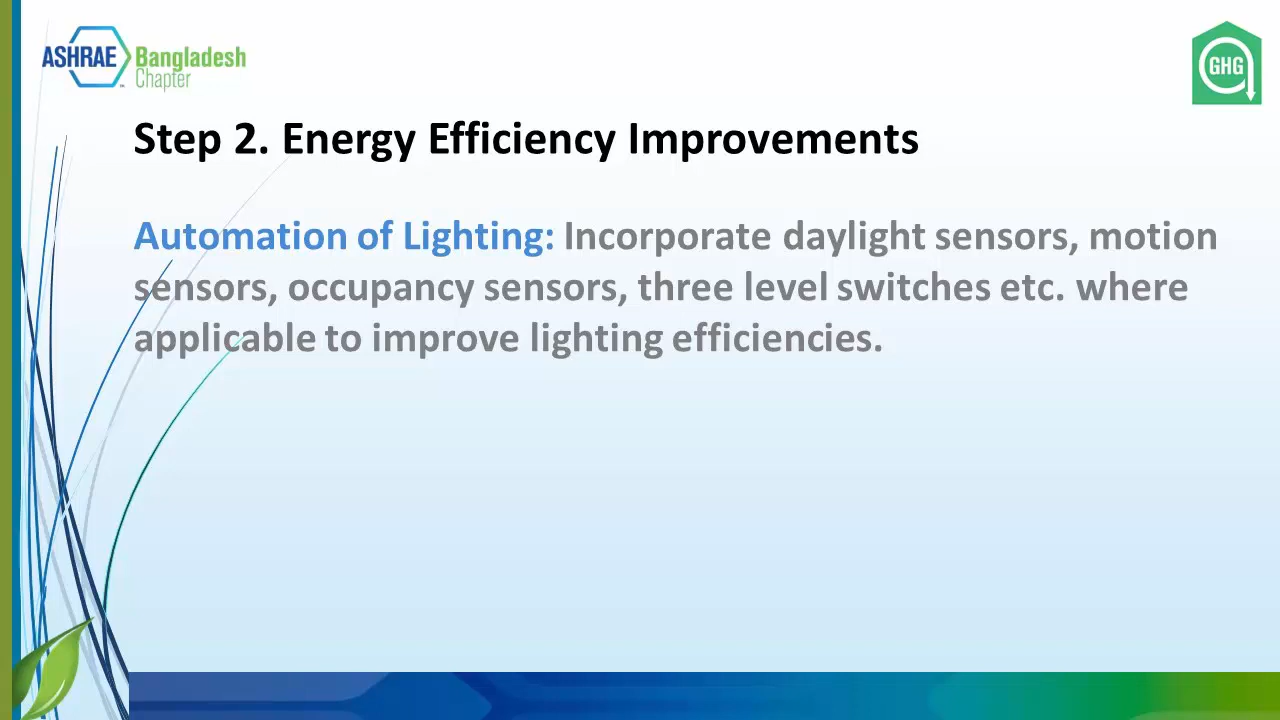 ASHRAE Bangladesh
Chapter
GHG
Step 2. Energy Efficiency Improvements
Automation of Lighting: Incorporate daylight sensors, motion
sensors, occupancy sensors, three level switches etc. where
applicable to improve lighting efficiencies.